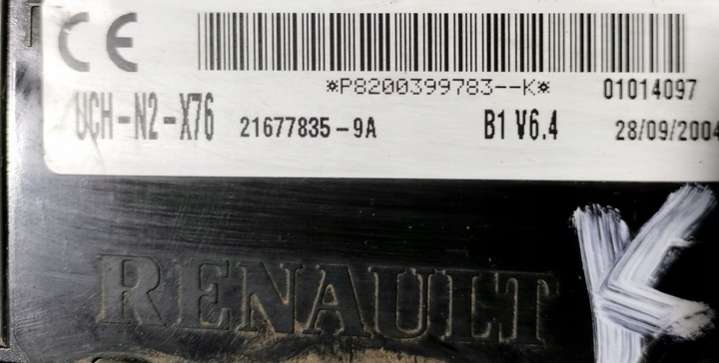 CE
*P8200399783--K* 01014097
UCH-N2-X76 21677835-9A B1 V6.4 28/09/2004
RENAULT
K